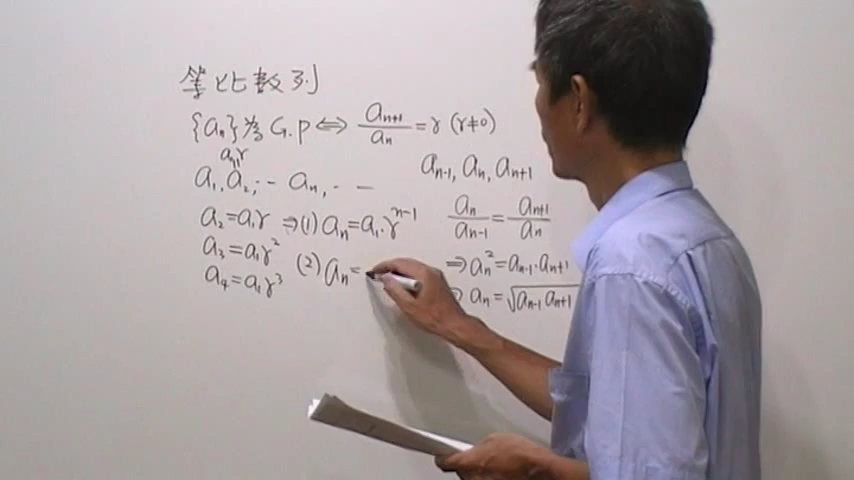 等比數列
{aₙ}為G.P ⟺ aₙ₊₁/aₙ = r (r≠0)
a₁r
a₁, a₂, … aₙ, … …
a₂=a₁r ⇒(1) aₙ=a₁·rⁿ⁻¹
a₃=a₁r²
a₄=a₁r³
(2) aₙ=
aₙ₋₁, aₙ, aₙ₊₁
aₙ/aₙ₋₁ = aₙ₊₁/aₙ
⇒aₙ²=aₙ₋₁·aₙ₊₁
⇒ aₙ=√(aₙ₋₁ aₙ₊₁)